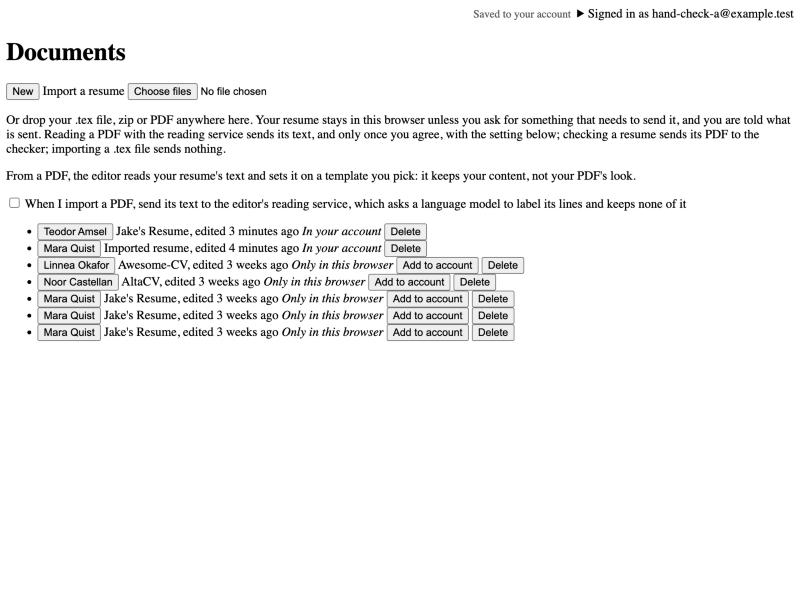 Saved to your account ▶ Signed in as hand-check-a@example.test
Documents
New Import a resume Choose files No file chosen
Or drop your .tex file, zip or PDF anywhere here. Your resume stays in this browser unless you ask for something that needs to send it, and you are told what
is sent. Reading a PDF with the reading service sends its text, and only once you agree, with the setting below; checking a resume sends its PDF to the
checker; importing a .tex file sends nothing.
From a PDF, the editor reads your resume's text and sets it on a template you pick: it keeps your content, not your PDF's look.
When I import a PDF, send its text to the editor's reading service, which asks a language model to label its lines and keeps none of it
• Teodor Amsel Jake's Resume, edited 3 minutes ago In your account Delete
• Mara Quist Imported resume, edited 4 minutes ago In your account Delete
• Linnea Okafor Awesome-CV, edited 3 weeks ago Only in this browser Add to account Delete
• Noor Castellan AltaCV, edited 3 weeks ago Only in this browser Add to account Delete
• Mara Quist Jake's Resume, edited 3 weeks ago Only in this browser Add to account Delete
• Mara Quist Jake's Resume, edited 3 weeks ago Only in this browser Add to account Delete
• Mara Quist Jake's Resume, edited 3 weeks ago Only in this browser Add to account Delete